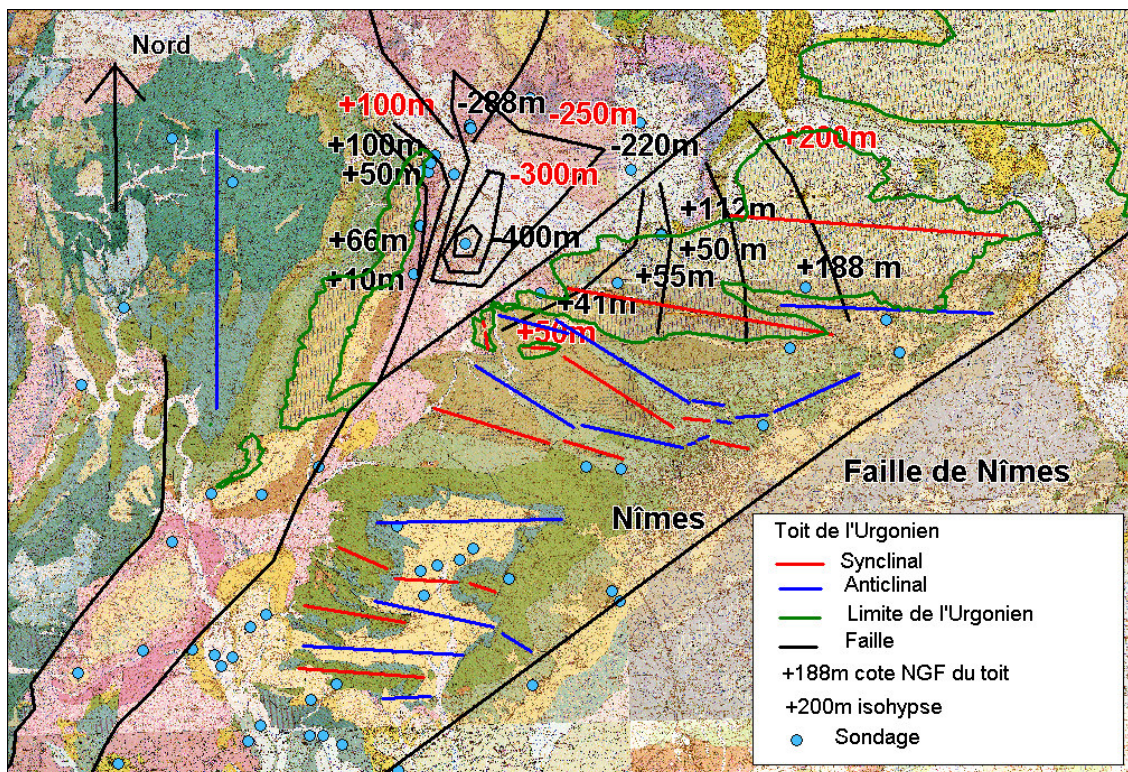 Nord
+100m
-288m
-250m
+100m
-220m
+200m
+50m
-300m
+112m
+66m
-400m
+50 m
+10m
+55m
+188 m
+41m
+50m
Faille de Nîmes
Nîmes
Toit de l'Urgonien
Synclinal
Anticlinal
Limite de l'Urgonien
Faille
+188m cote NGF du toit
+200m isohypse
Sondage